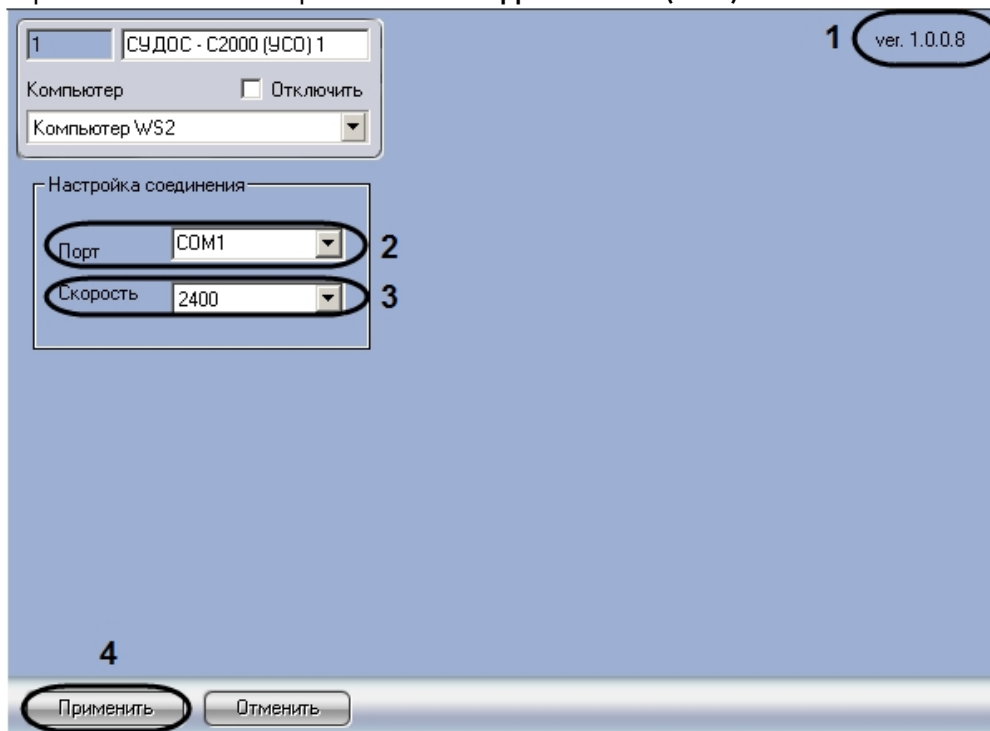 1
СУДОС - С2000 (УСО) 1
1
ver. 1.0.0.8
Компьютер
Отключить
Компьютер WS2
Настройка соединения
Порт
COM1
2
Скорость
2400
3
4
Применить
Отменить